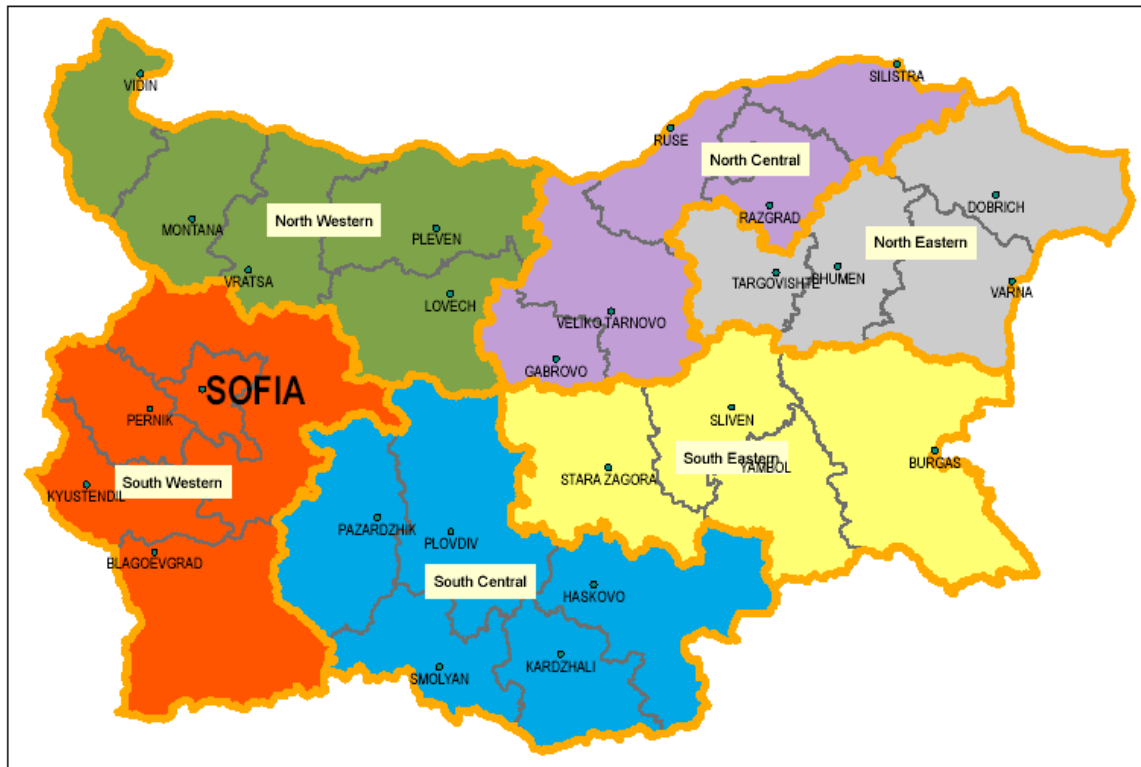 SILISTRA
VIDIN
RUSE
North Central
DOBRICH
RAZGRAD
North Western
MONTANA
PLEVEN
North Eastern
VRATSA
TARGOVISHTE
SHUMEN
VARNA
LOVECH
VELIKO TARNOVO
GABROVO
SOFIA
PERNIK
SLIVEN
South Eastern
BURGAS
YAMBOL
STARA ZAGORA
South Western
KYUSTENDIL
PAZARDZHIK
PLOVDIV
BLAGOEVGRAD
South Central
HASKOVO
KARDZHALI
SMOLYAN